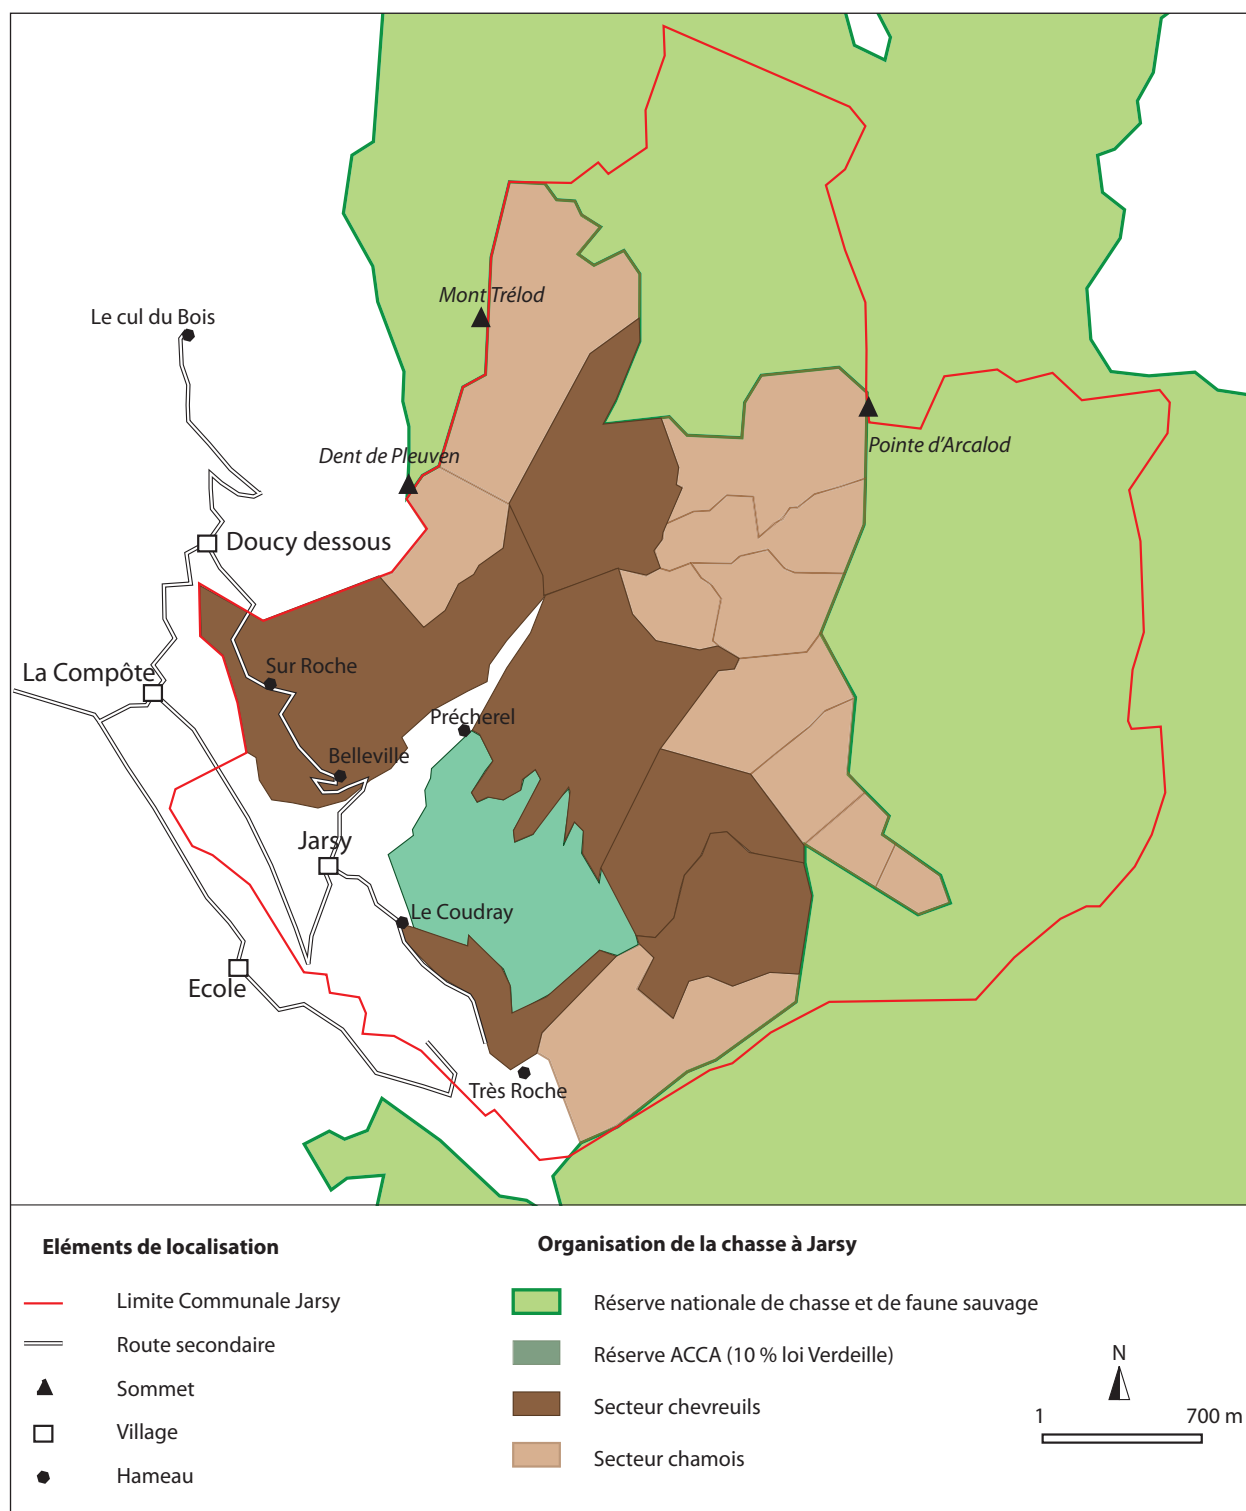 Mont Trélod
Le cul du Bois
Pointe d'Arcalod
Dent de Pleuven
Doucy dessous
Sur Roche
La Compôte
Précherel
Belleville
Jarsy
Le Coudray
Ecole
Très Roche
Eléments de localisation
Limite Communale Jarsy
Route secondaire
Sommet
Village
Hameau
Organisation de la chasse à Jarsy
Réserve nationale de chasse et de faune sauvage
Réserve ACCA (10 % loi Verdeille)
Secteur chevreuils
Secteur chamois
N
1 700 m